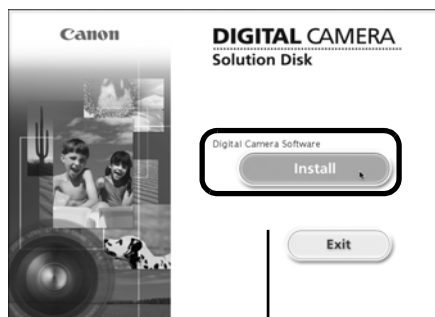 Canon
DIGITAL CAMERA
Solution Disk
Digital Camera Software
Install
Exit